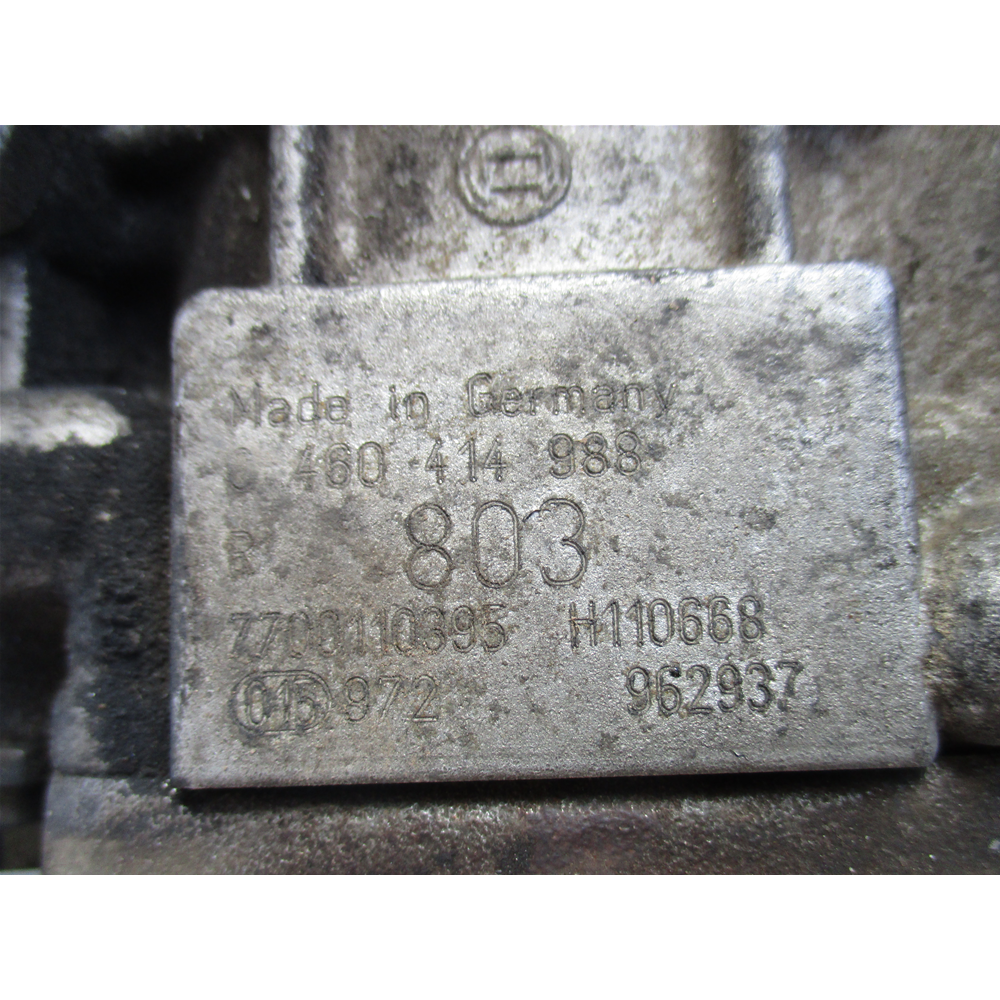 Made in Germany
0 460 414 988
R 803
7700110395 H110668
015 972 962937